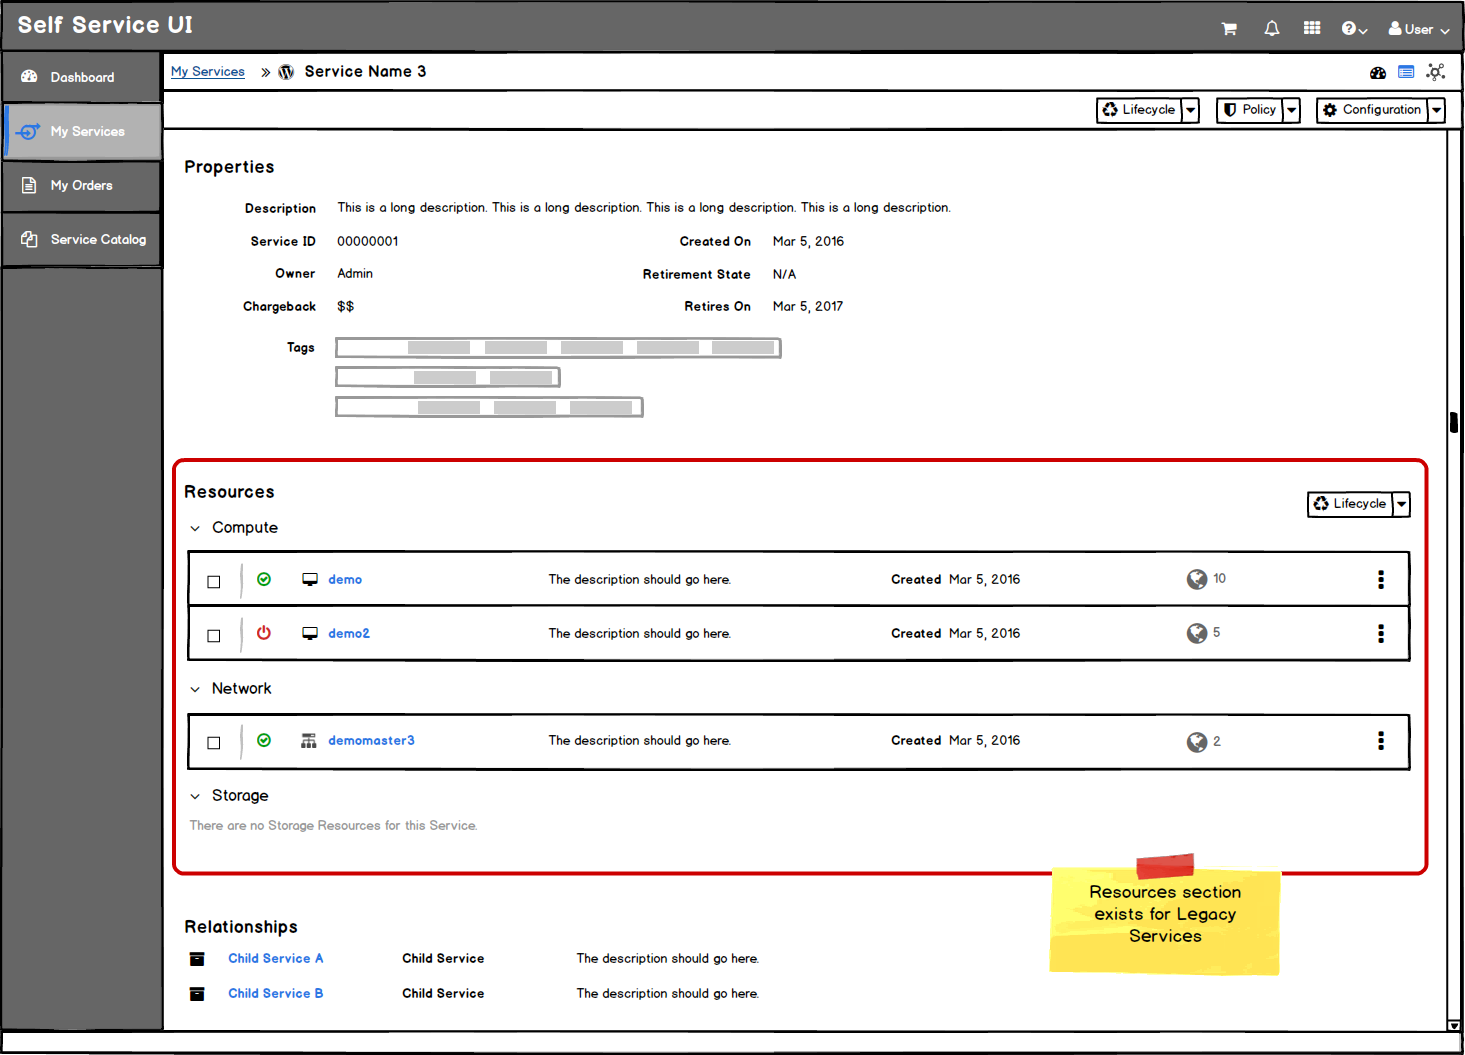 Self Service UI
User
Dashboard
My Services
My Orders
Service Catalog
My Services » Service Name 3
Lifecycle Policy Configuration
Properties
Description This is a long description. This is a long description. This is a long description. This is a long description.
Service ID 00000001 Created On Mar 5, 2016
Owner Admin Retirement State N/A
Chargeback $$ Retires On Mar 5, 2017
Tags
Resources
Lifecycle
Compute
demo The description should go here. Created Mar 5, 2016 10
demo2 The description should go here. Created Mar 5, 2016 5
Network
demomaster3 The description should go here. Created Mar 5, 2016 2
Storage
There are no Storage Resources for this Service.
Resources section
exists for Legacy
Services
Relationships
Child Service A Child Service The description should go here.
Child Service B Child Service The description should go here.